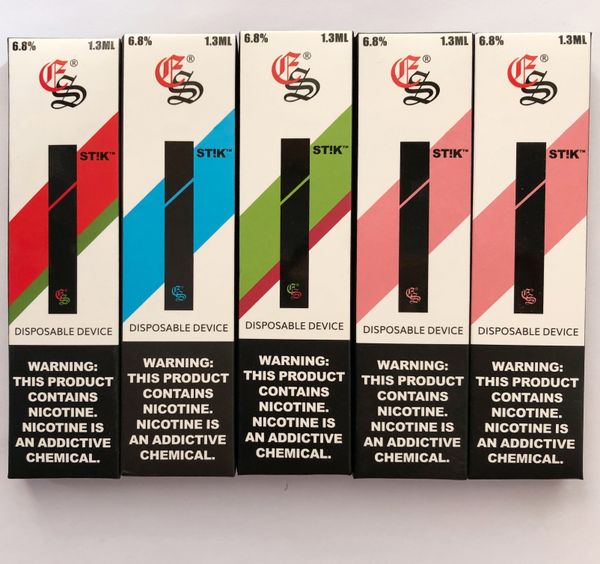 6.8% 1.3ML
ES®
ST!K™
ES
DISPOSABLE DEVICE
WARNING:
THIS PRODUCT
CONTAINS
NICOTINE.
NICOTINE IS
AN ADDICTIVE
CHEMICAL.
6.8% 1.3ML
ES®
ST!K™
ES
DISPOSABLE DEVICE
WARNING:
THIS PRODUCT
CONTAINS
NICOTINE.
NICOTINE IS
AN ADDICTIVE
CHEMICAL.
6.8% 1.3ML
ES®
ST!K™
ES
DISPOSABLE DEVICE
WARNING:
THIS PRODUCT
CONTAINS
NICOTINE.
NICOTINE IS
AN ADDICTIVE
CHEMICAL.
6.8% 1.3ML
ES®
ST!K™
ES
DISPOSABLE DEVICE
WARNING:
THIS PRODUCT
CONTAINS
NICOTINE.
NICOTINE IS
AN ADDICTIVE
CHEMICAL.
6.8% 1.3ML
ES®
ST!K™
ES
DISPOSABLE DEVICE
WARNING:
THIS PRODUCT
CONTAINS
NICOTINE.
NICOTINE IS
AN ADDICTIVE
CHEMICAL.